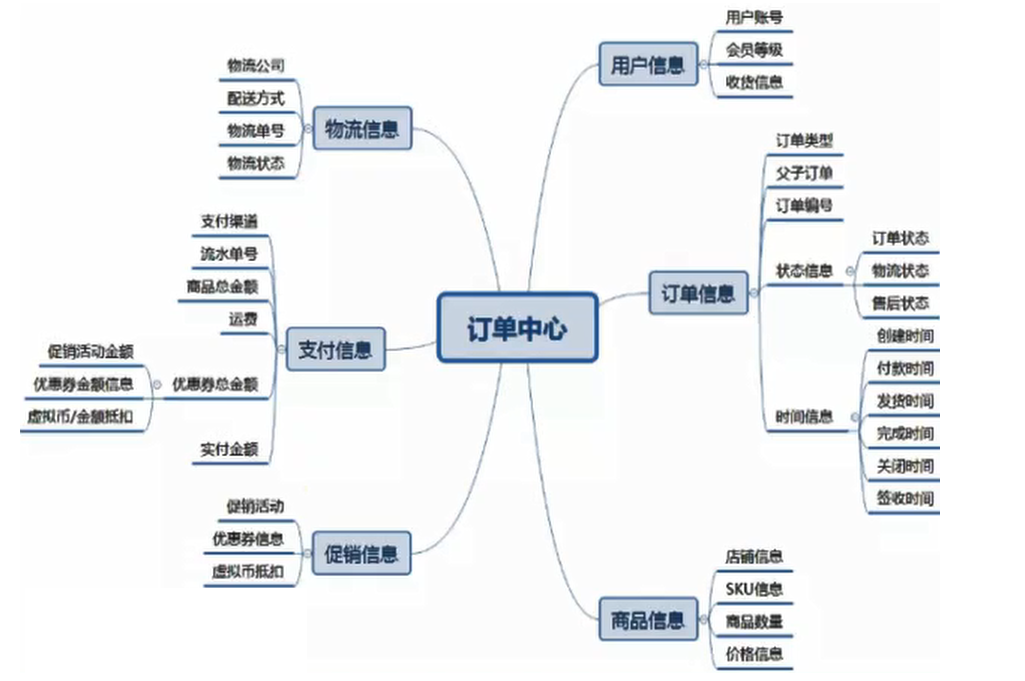 订单中心
用户信息
用户账号
会员等级
收货信息
订单信息
订单类型
父子订单
订单编号
状态信息
订单状态
物流状态
售后状态
时间信息
创建时间
付款时间
发货时间
完成时间
关闭时间
签收时间
商品信息
店铺信息
SKU信息
商品数量
价格信息
物流信息
物流公司
配送方式
物流单号
物流状态
支付信息
支付渠道
流水单号
商品总金额
运费
优惠券总金额
促销活动金额
优惠券金额信息
虚拟币/金额抵扣
实付金额
促销信息
促销活动
优惠券信息
虚拟币抵扣